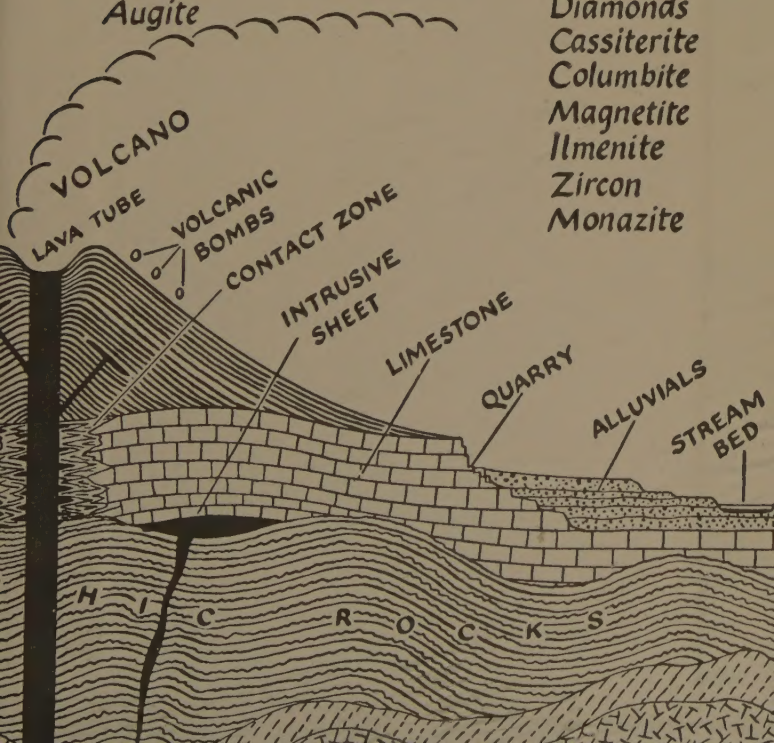 Augite
Diamonds
Cassiterite
Columbite
Magnetite
Ilmenite
Zircon
Monazite
VOLCANO
LAVA TUBE
VOLCANIC
BOMBS
CONTACT ZONE
INTRUSIVE
SHEET
LIMESTONE
QUARRY
ALLUVIALS
STREAM
BED
H I C ROCKS